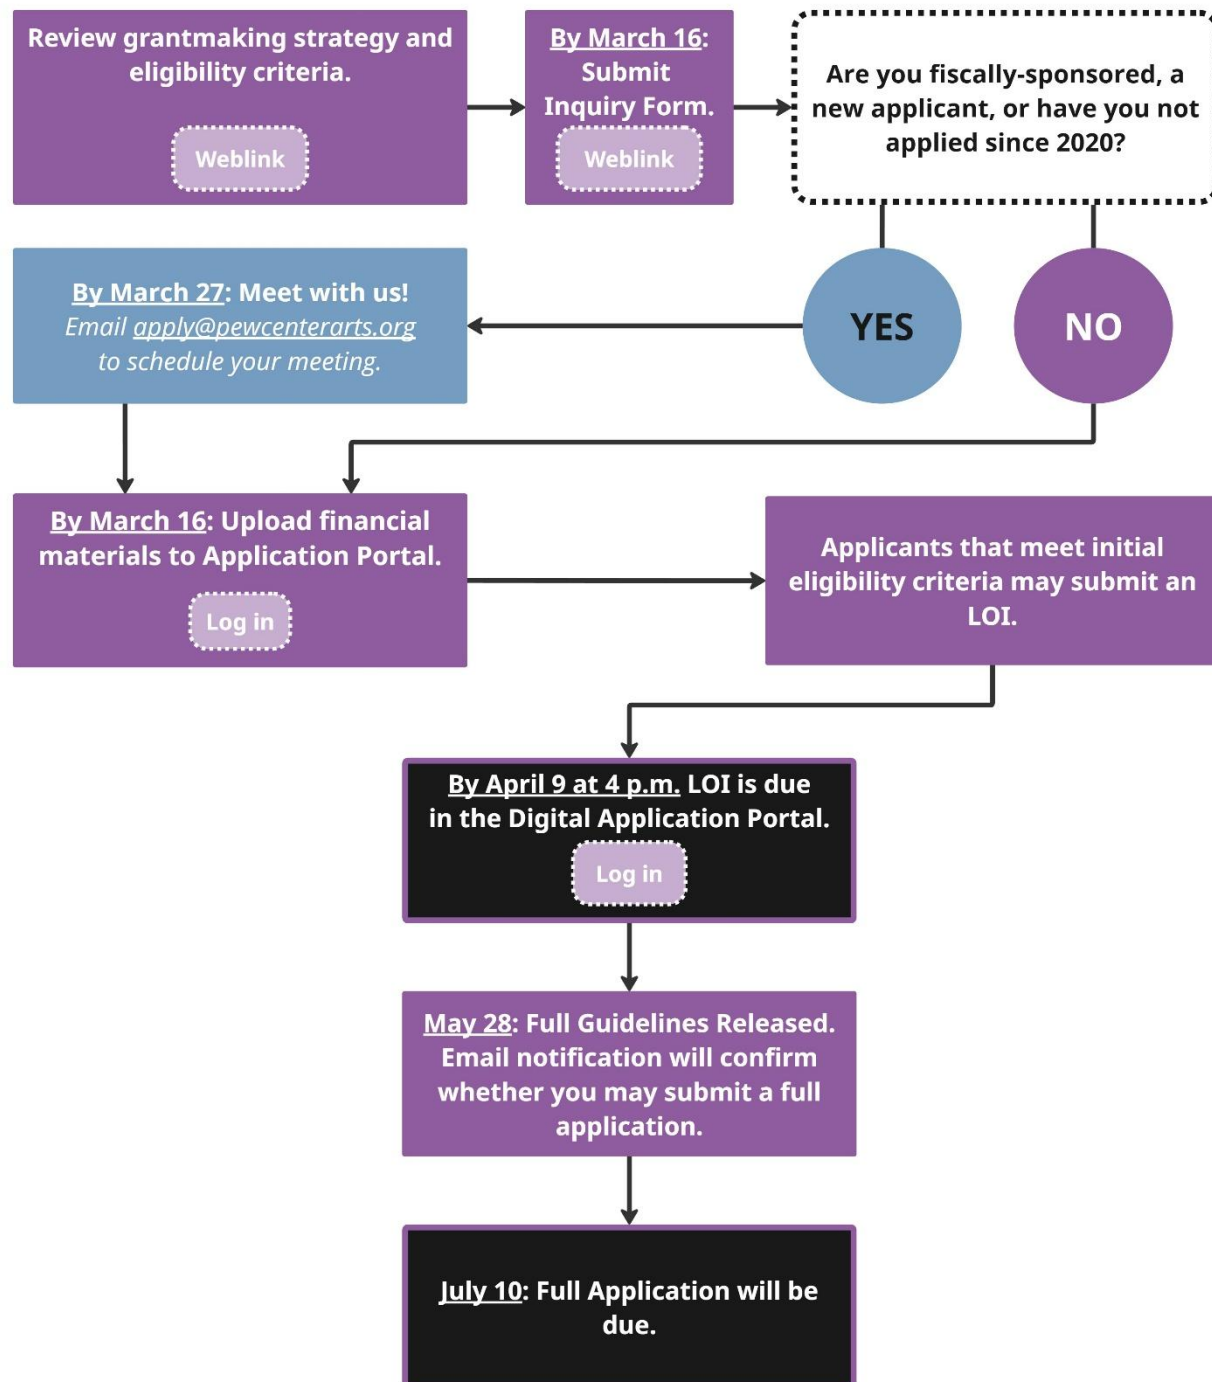 Review grantmaking strategy and
eligibility criteria.
Weblink
By March 16:
Submit
Inquiry Form.
Weblink
Are you fiscally-sponsored, a
new applicant, or have you not
applied since 2020?
YES
NO
By March 27: Meet with us!
Email apply@pewcenterarts.org
to schedule your meeting.
By March 16: Upload financial
materials to Application Portal.
Log in
Applicants that meet initial
eligibility criteria may submit an
LOI.
By April 9 at 4 p.m. LOI is due
in the Digital Application Portal.
Log in
May 28: Full Guidelines Released.
Email notification will confirm
whether you may submit a full
application.
July 10: Full Application will be
due.